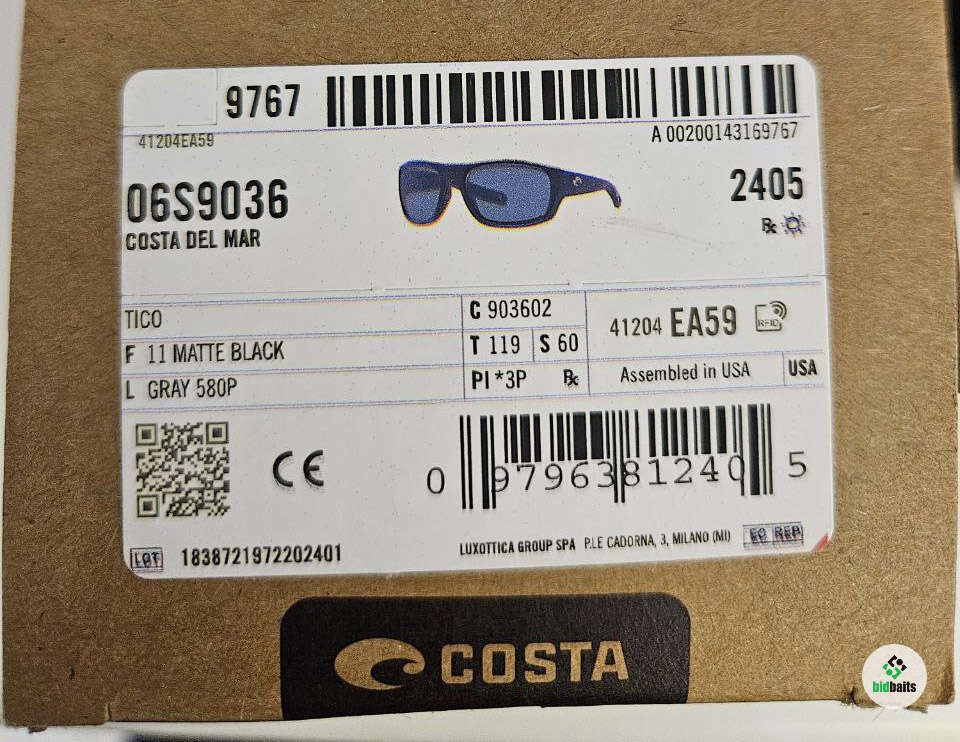 9767
41204EA59
A 00200143169767
06S9036
COSTA DEL MAR
2405
Rx
TICO
C 903602
41204 EA59
RFID
F 11 MATTE BLACK
T 119 S 60
L GRAY 580P
PI *3P Rx
Assembled in USA USA
CE
0 97963 81240 5
LOT 1838721972202401
LUXOTTICA GROUP SPA P.LE CADORNA, 3, MILANO (MI) EC REP
COSTA
bidbaits